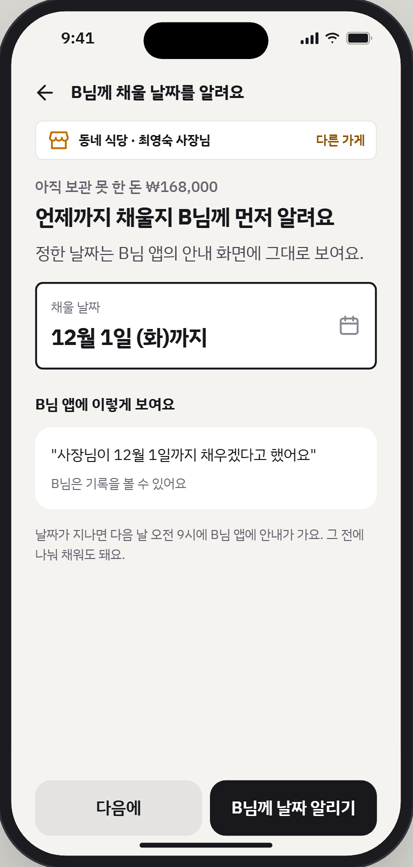 9:41
B님께 채울 날짜를 알려요
동네 식당 · 최영숙 사장님
다른 가게
아직 보관 못 한 돈 ₩168,000
언제까지 채울지 B님께 먼저 알려요
정한 날짜는 B님 앱의 안내 화면에 그대로 보여요.
채울 날짜
12월 1일 (화)까지
B님 앱에 이렇게 보여요
"사장님이 12월 1일까지 채우겠다고 했어요"
B님은 기록을 볼 수 있어요
날짜가 지나면 다음 날 오전 9시에 B님 앱에 안내가 가요. 그 전에
나눠 채워도 돼요.
다음에
B님께 날짜 알리기